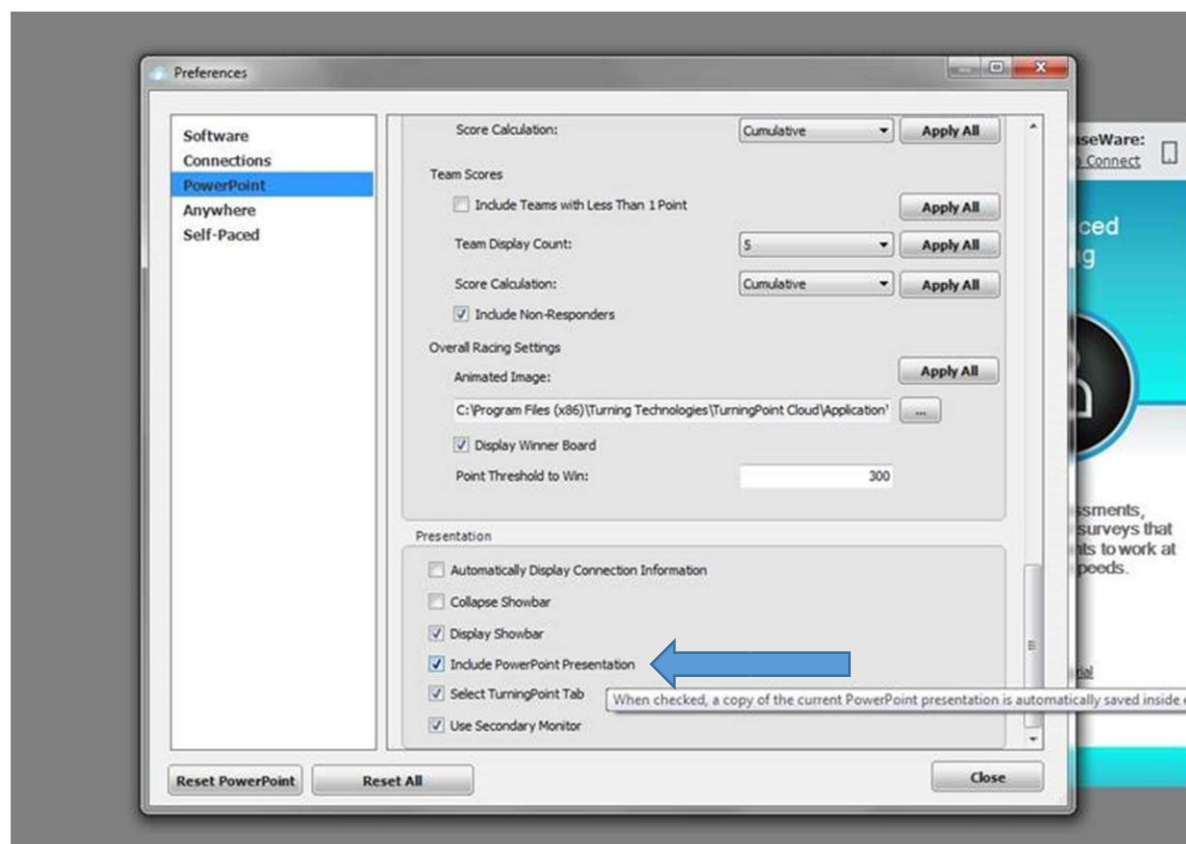 Preferences
Software
Connections
PowerPoint
Anywhere
Self-Paced
Score Calculation: Cumulative Apply All
Team Scores
Include Teams with Less Than 1 Point Apply All
Team Display Count: 5 Apply All
Score Calculation: Cumulative Apply All
Include Non-Responders
Overall Racing Settings
Animated Image: Apply All
C:\Program Files (x86)\Turning Technologies\TurningPoint Cloud\Application\ ...
Display Winner Board
Point Threshold to Win: 300
Presentation
Automatically Display Connection Information
Collapse Showbar
Display Showbar
Include PowerPoint Presentation
Select TurningPoint Tab
When checked, a copy of the current PowerPoint presentation is automatically saved inside
Use Secondary Monitor
Reset PowerPoint Reset All Close
seWare:
Connect
ced
g
ssments,
surveys that
ts to work at
peeds.
ial